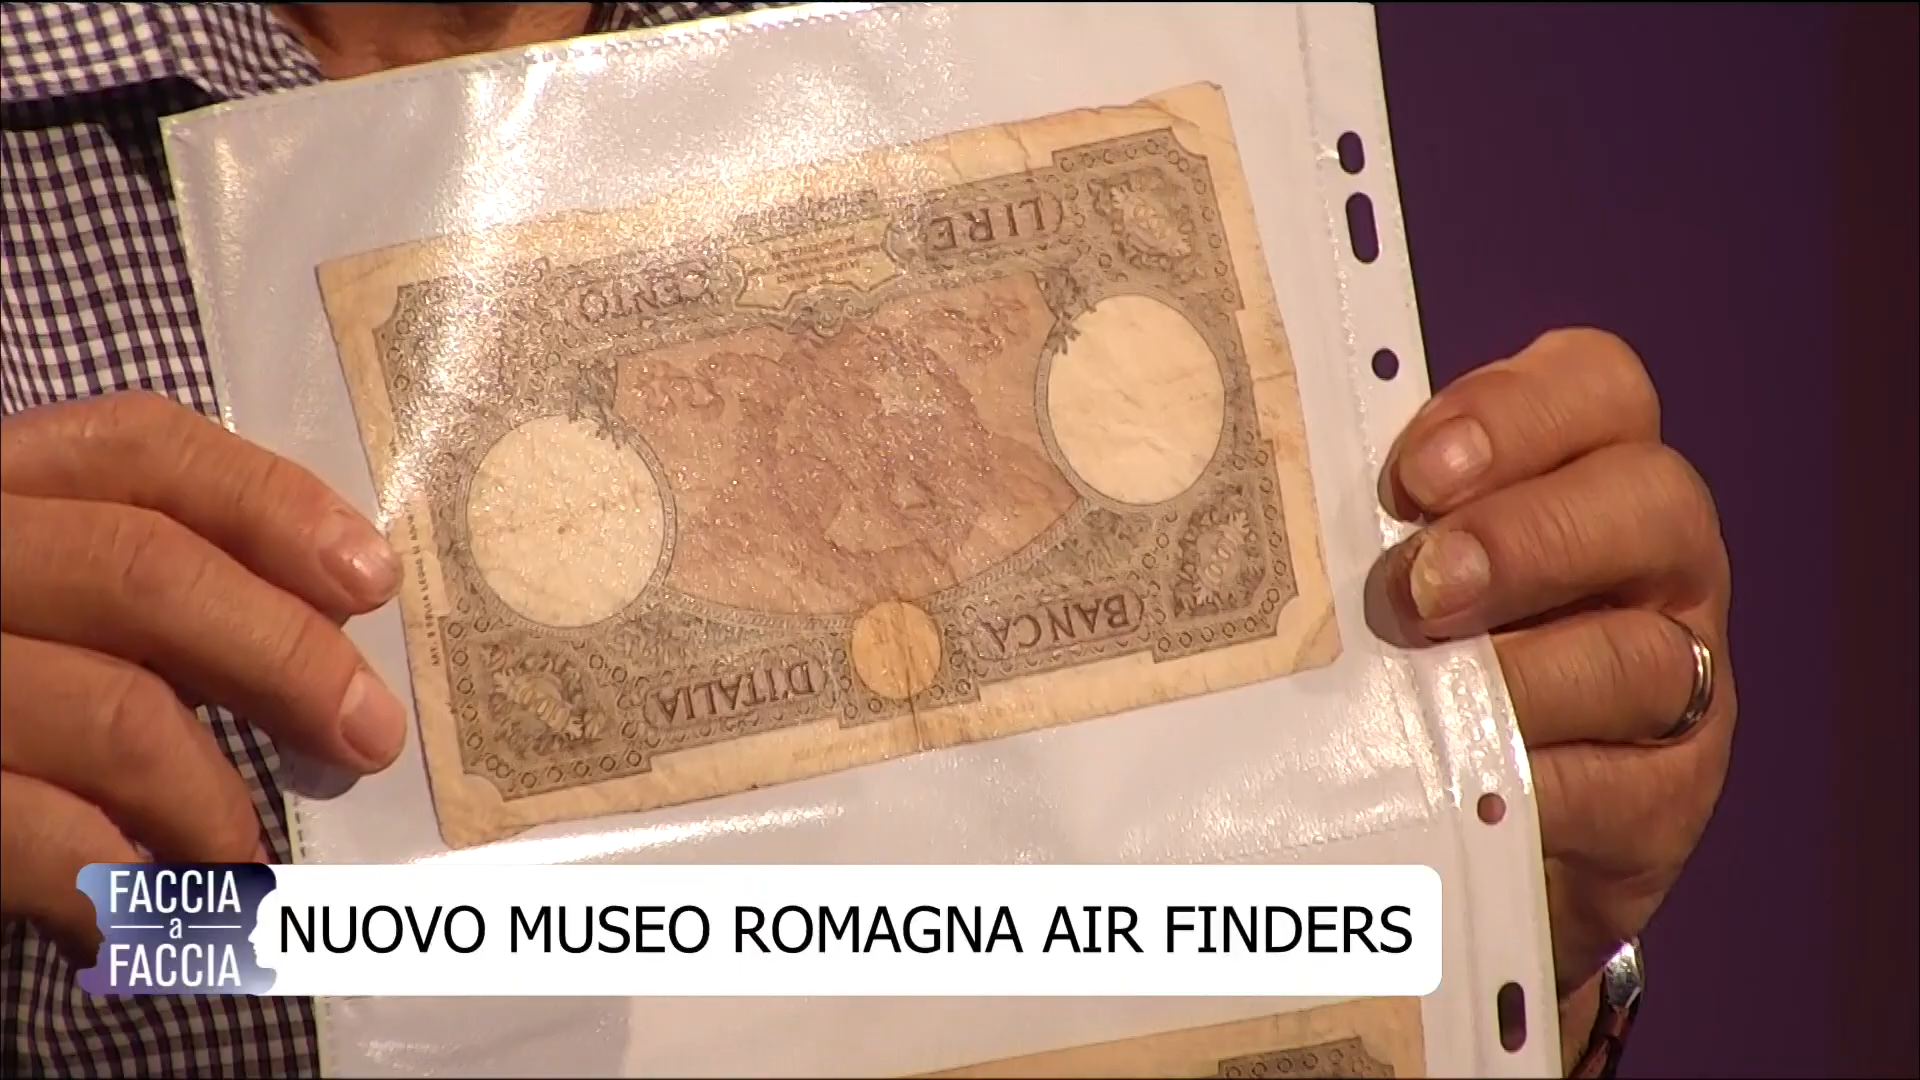 LIRE
CENTO
BANCA
D'ITALIA
FACCIA
a
FACCIA
NUOVO MUSEO ROMAGNA AIR FINDERS